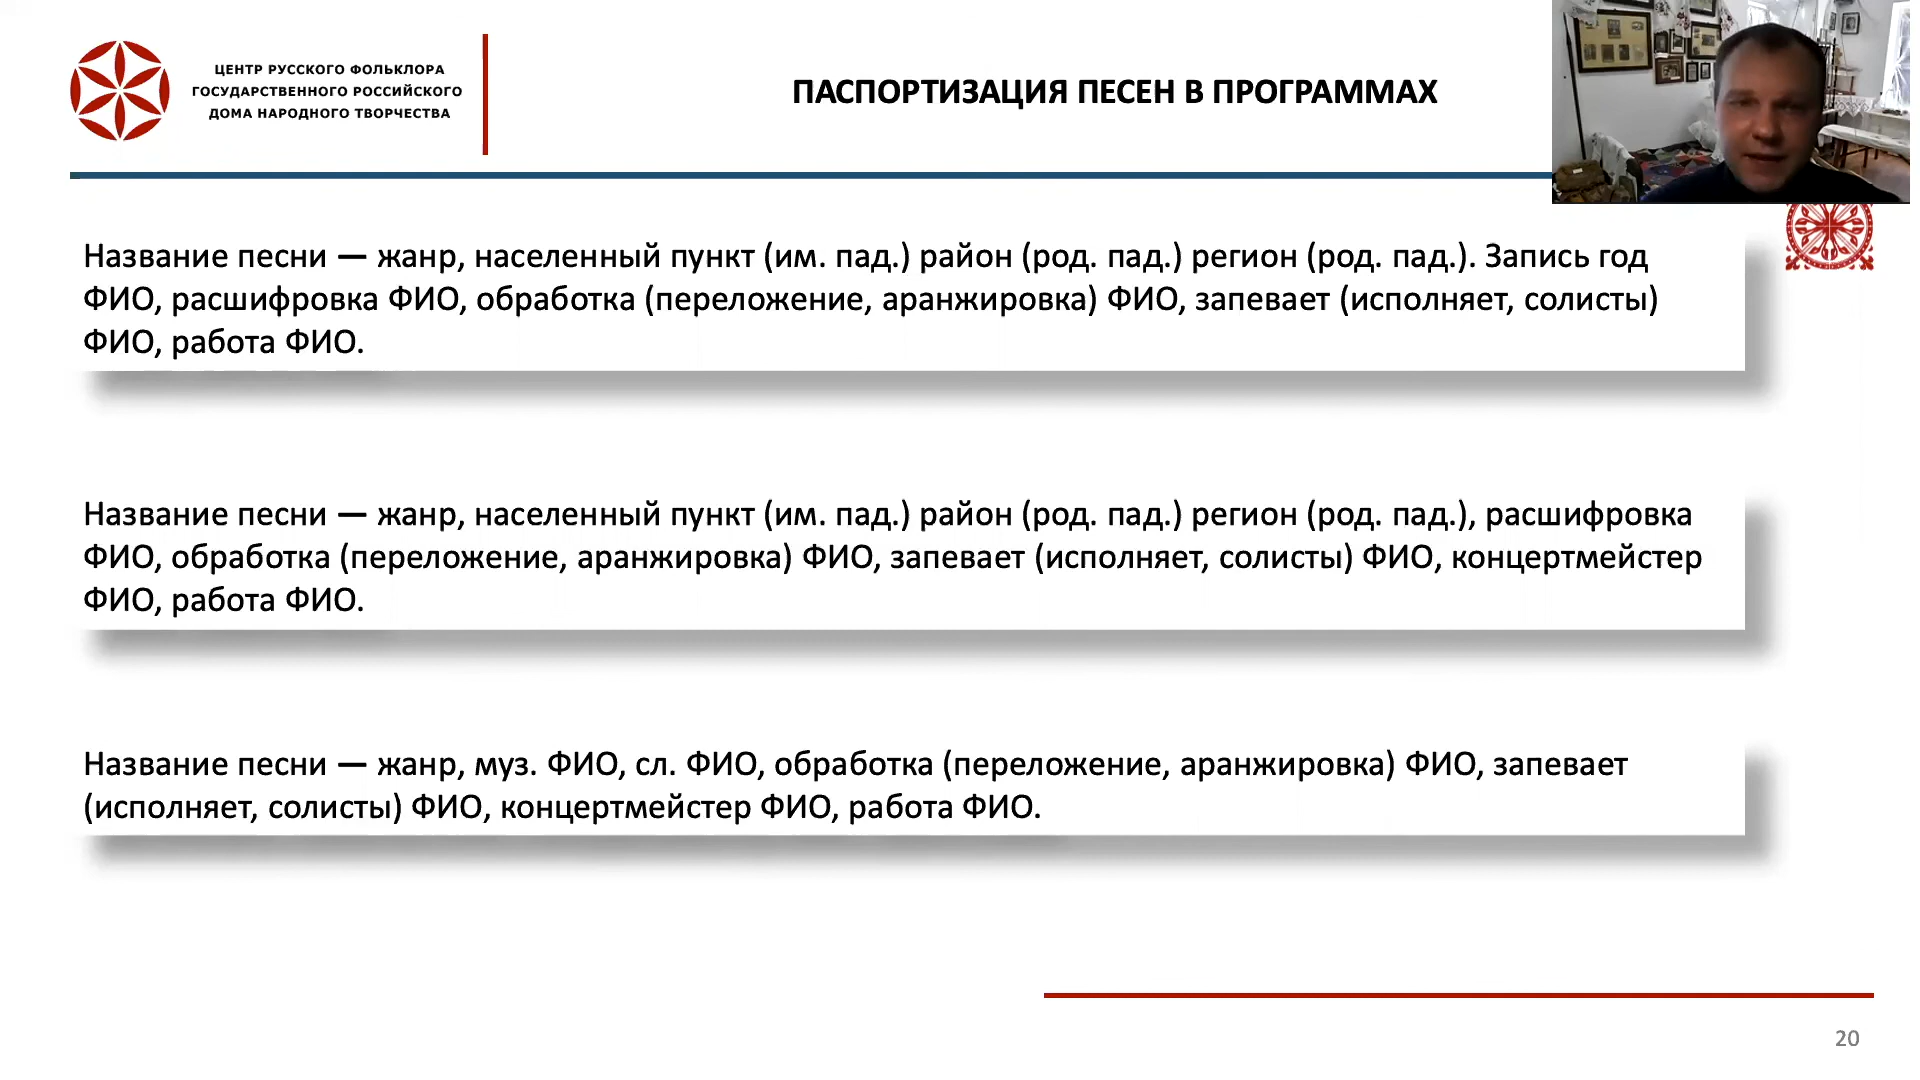 ЦЕНТР РУССКОГО ФОЛЬКЛОРА
ГОСУДАРСТВЕННОГО РОССИЙСКОГО
ДОМА НАРОДНОГО ТВОРЧЕСТВА
ПАСПОРТИЗАЦИЯ ПЕСЕН В ПРОГРАММАХ
Название песни — жанр, населенный пункт (им. пад.) район (род. пад.) регион (род. пад.). Запись год
ФИО, расшифровка ФИО, обработка (переложение, аранжировка) ФИО, запевает (исполняет, солисты)
ФИО, работа ФИО.
Название песни — жанр, населенный пункт (им. пад.) район (род. пад.) регион (род. пад.), расшифровка
ФИО, обработка (переложение, аранжировка) ФИО, запевает (исполняет, солисты) ФИО, концертмейстер
ФИО, работа ФИО.
Название песни — жанр, муз. ФИО, сл. ФИО, обработка (переложение, аранжировка) ФИО, запевает
(исполняет, солисты) ФИО, концертмейстер ФИО, работа ФИО.
20